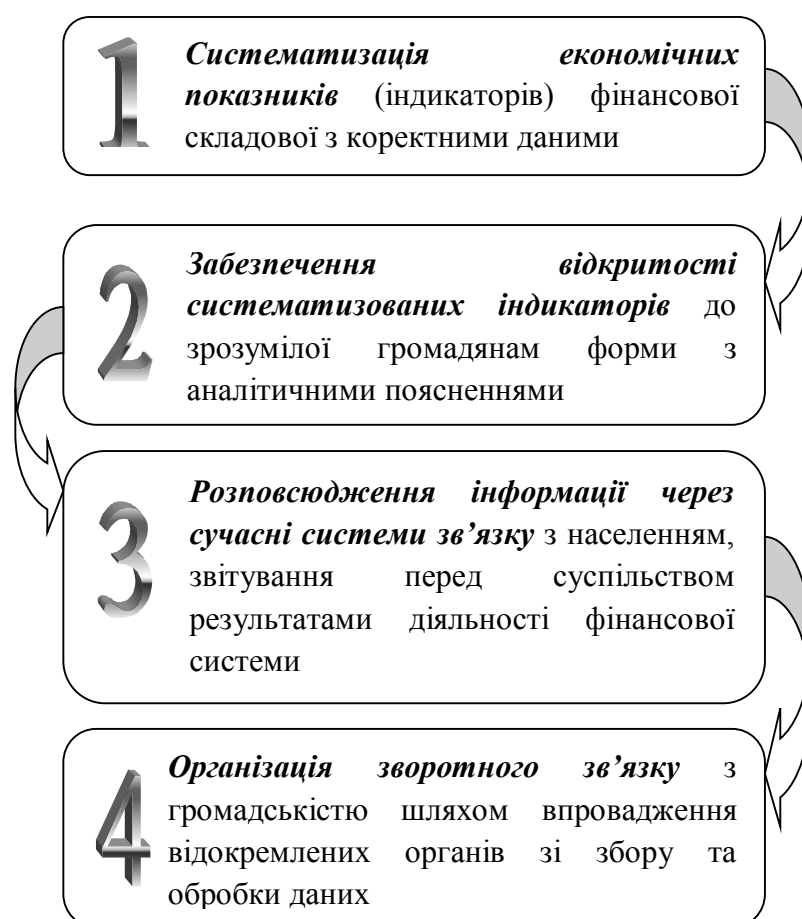 1
Систематизація економічних
показників (індикаторів) фінансової
складової з коректними даними
2
Забезпечення відкритості
систематизованих індикаторів до
зрозумілої громадянам форми з
аналітичними поясненнями
3
Розповсюдження інформації через
сучасні системи зв’язку з населенням,
звітування перед суспільством
результатами діяльності фінансової
системи
4
Організація зворотного зв’язку з
громадськістю шляхом впровадження
відокремлених органів зі збору та
обробки даних